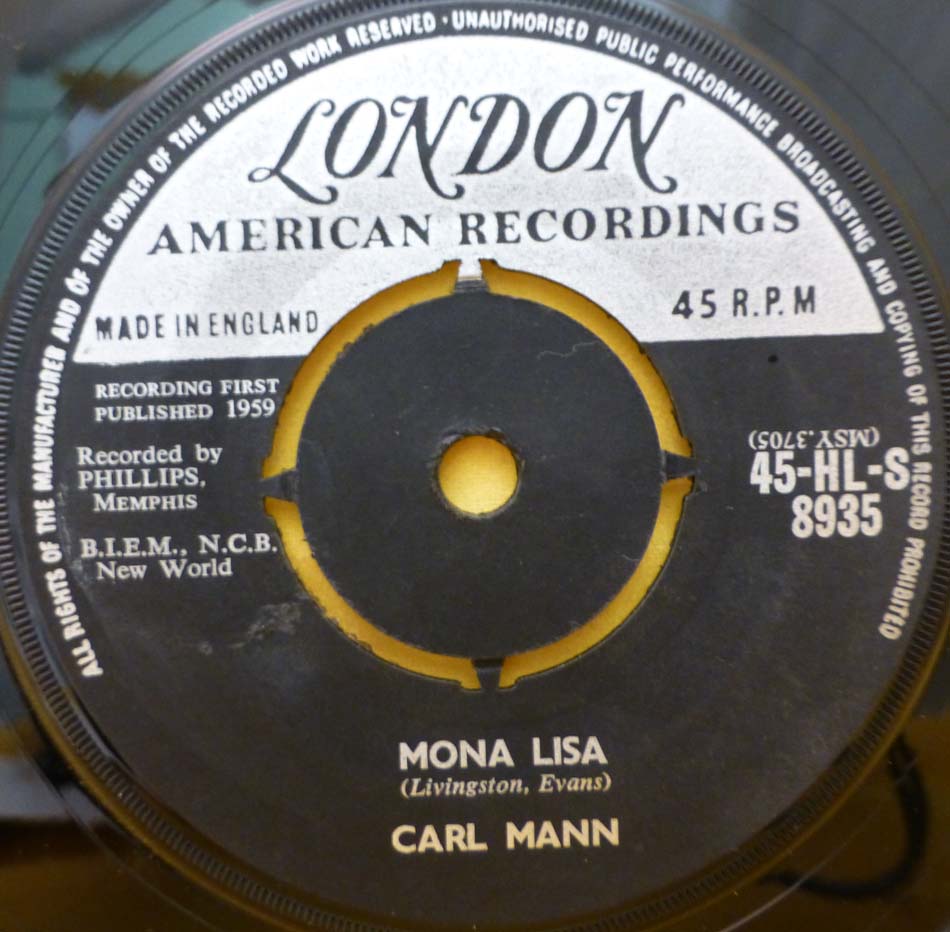 ALL RIGHTS OF THE MANUFACTURER AND OF THE OWNER OF THE RECORDED WORK RESERVED · UNAUTHORISED PUBLIC PERFORMANCE BROADCASTING AND COPYING OF THIS RECORD PROHIBITED
LONDON
AMERICAN RECORDINGS
MADE IN ENGLAND
45 R.P.M
RECORDING FIRST
PUBLISHED 1959
Recorded by
PHILLIPS,
MEMPHIS
B.I.E.M., N.C.B.
New World
(MSY.3705)
45-HL-S
8935
MONA LISA
(Livingston, Evans)
CARL MANN